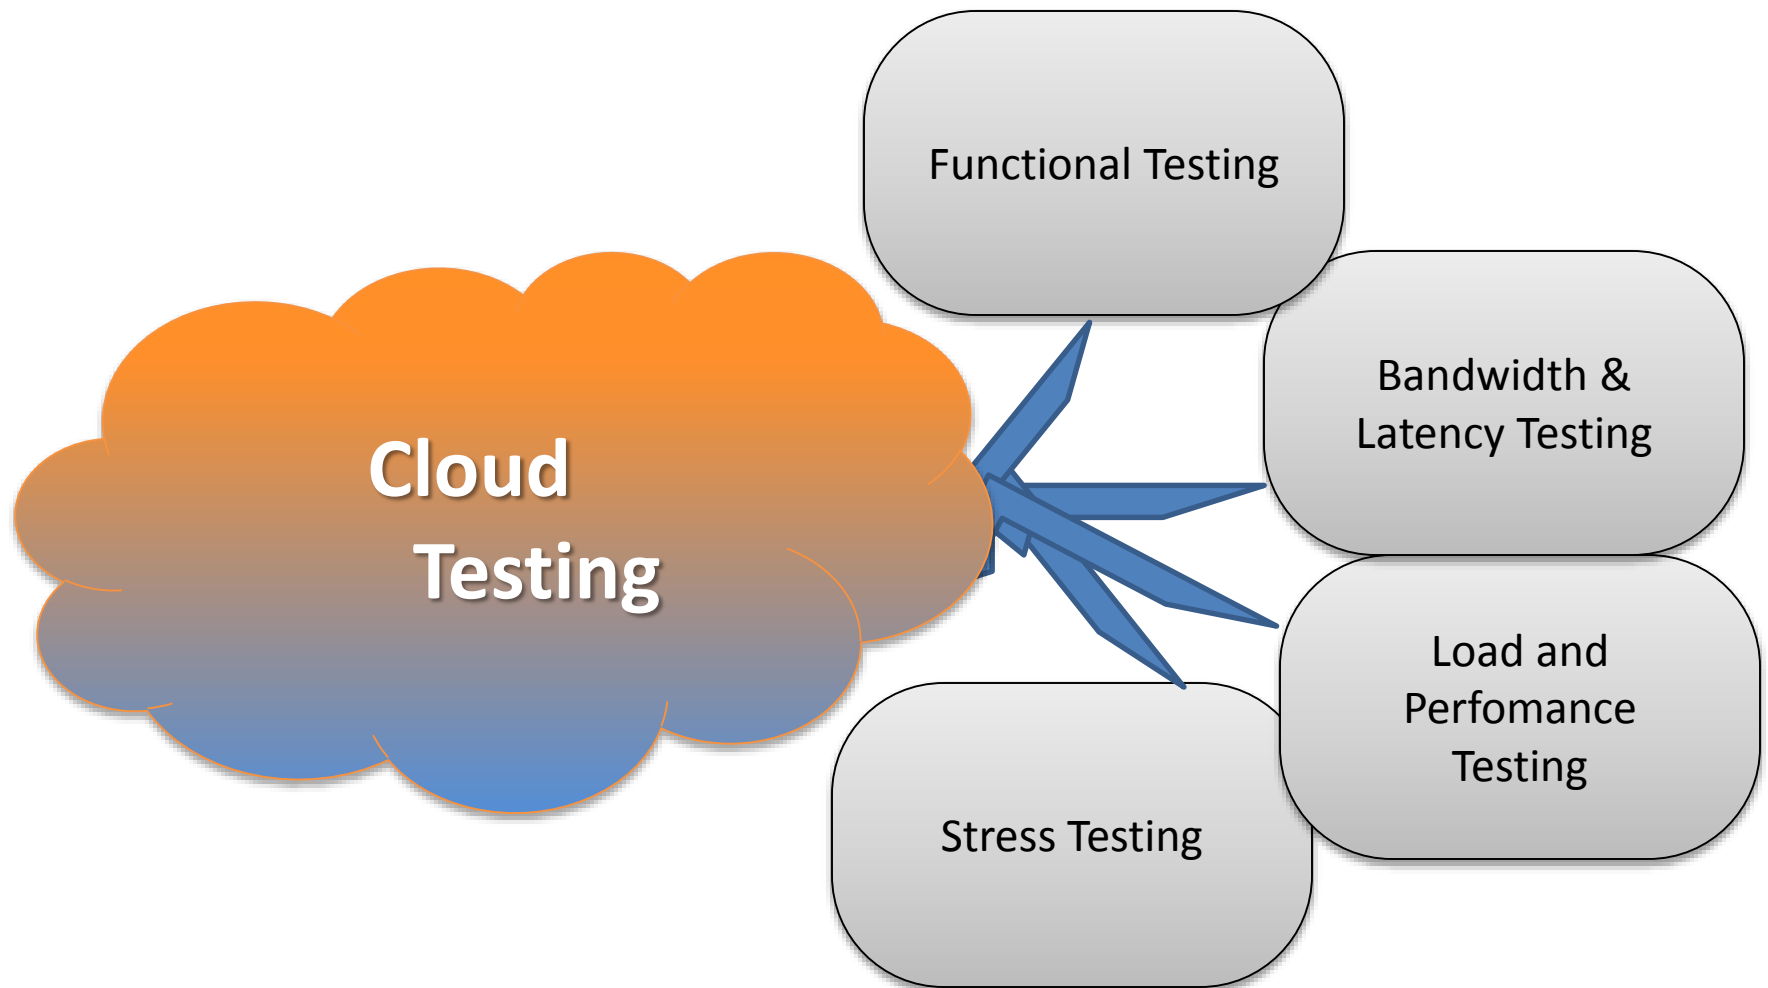 Functional Testing
Bandwidth &
Latency Testing
Cloud
Testing
Load and
Perfomance
Testing
Stress Testing